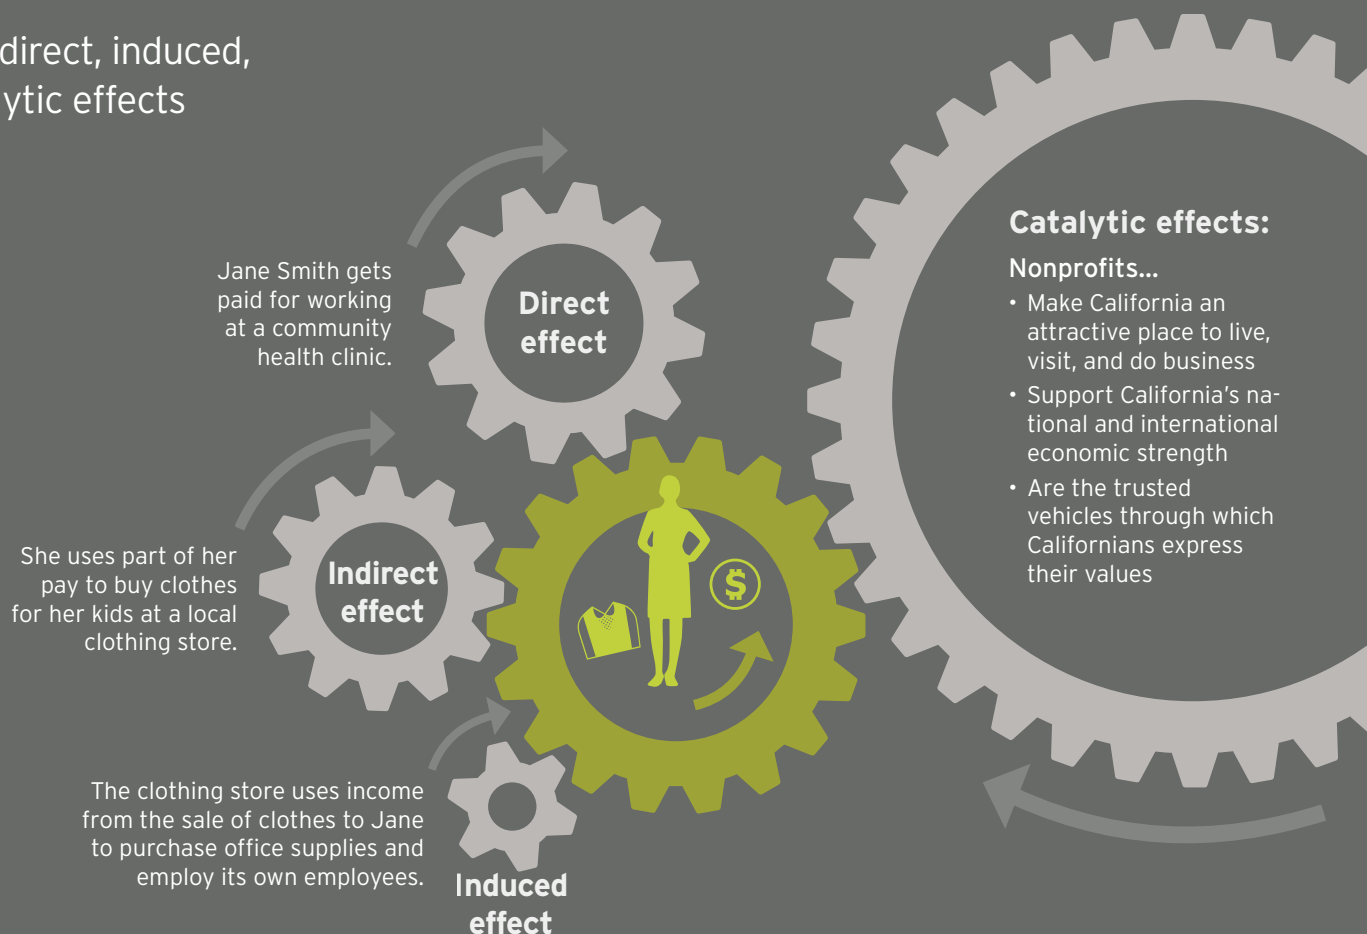 direct, induced,
ytic effects
Jane Smith gets
paid for working
at a community
health clinic.
Direct
effect
She uses part of her
pay to buy clothes
for her kids at a local
clothing store.
Indirect
effect
$
The clothing store uses income
from the sale of clothes to Jane
to purchase office supplies and
employ its own employees.
Induced
effect
Catalytic effects:
Nonprofits...
• Make California an
attractive place to live,
visit, and do business
• Support California's na-
tional and international
economic strength
• Are the trusted
vehicles through which
Californians express
their values